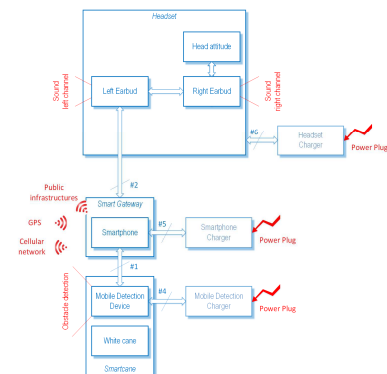 Headset
Head attitude
Sound
left channel
Left Earbud
Right Earbud
Sound
right channel
#6
Headset
Charger
Power Plug
#2
Public
infrastructures
Smart Gateway
GPS
Smartphone
#5
Smartphone
Charger
Cellular
network
Power Plug
#1
Obstacle detection
Mobile Detection
Device
#4
Mobile Detection
Charger
Power Plug
White cane
Smartcane